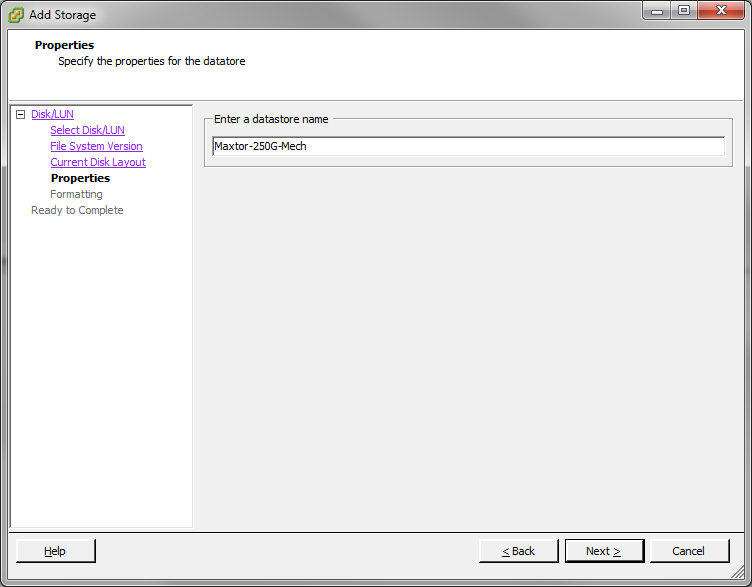 Add Storage
Properties
Specify the properties for the datatore
Disk/LUN
Select Disk/LUN
File System Version
Current Disk Layout
Properties
Formatting
Ready to Complete
Enter a datastore name
Maxtor-250G-Mech
Help
< Back
Next >
Cancel